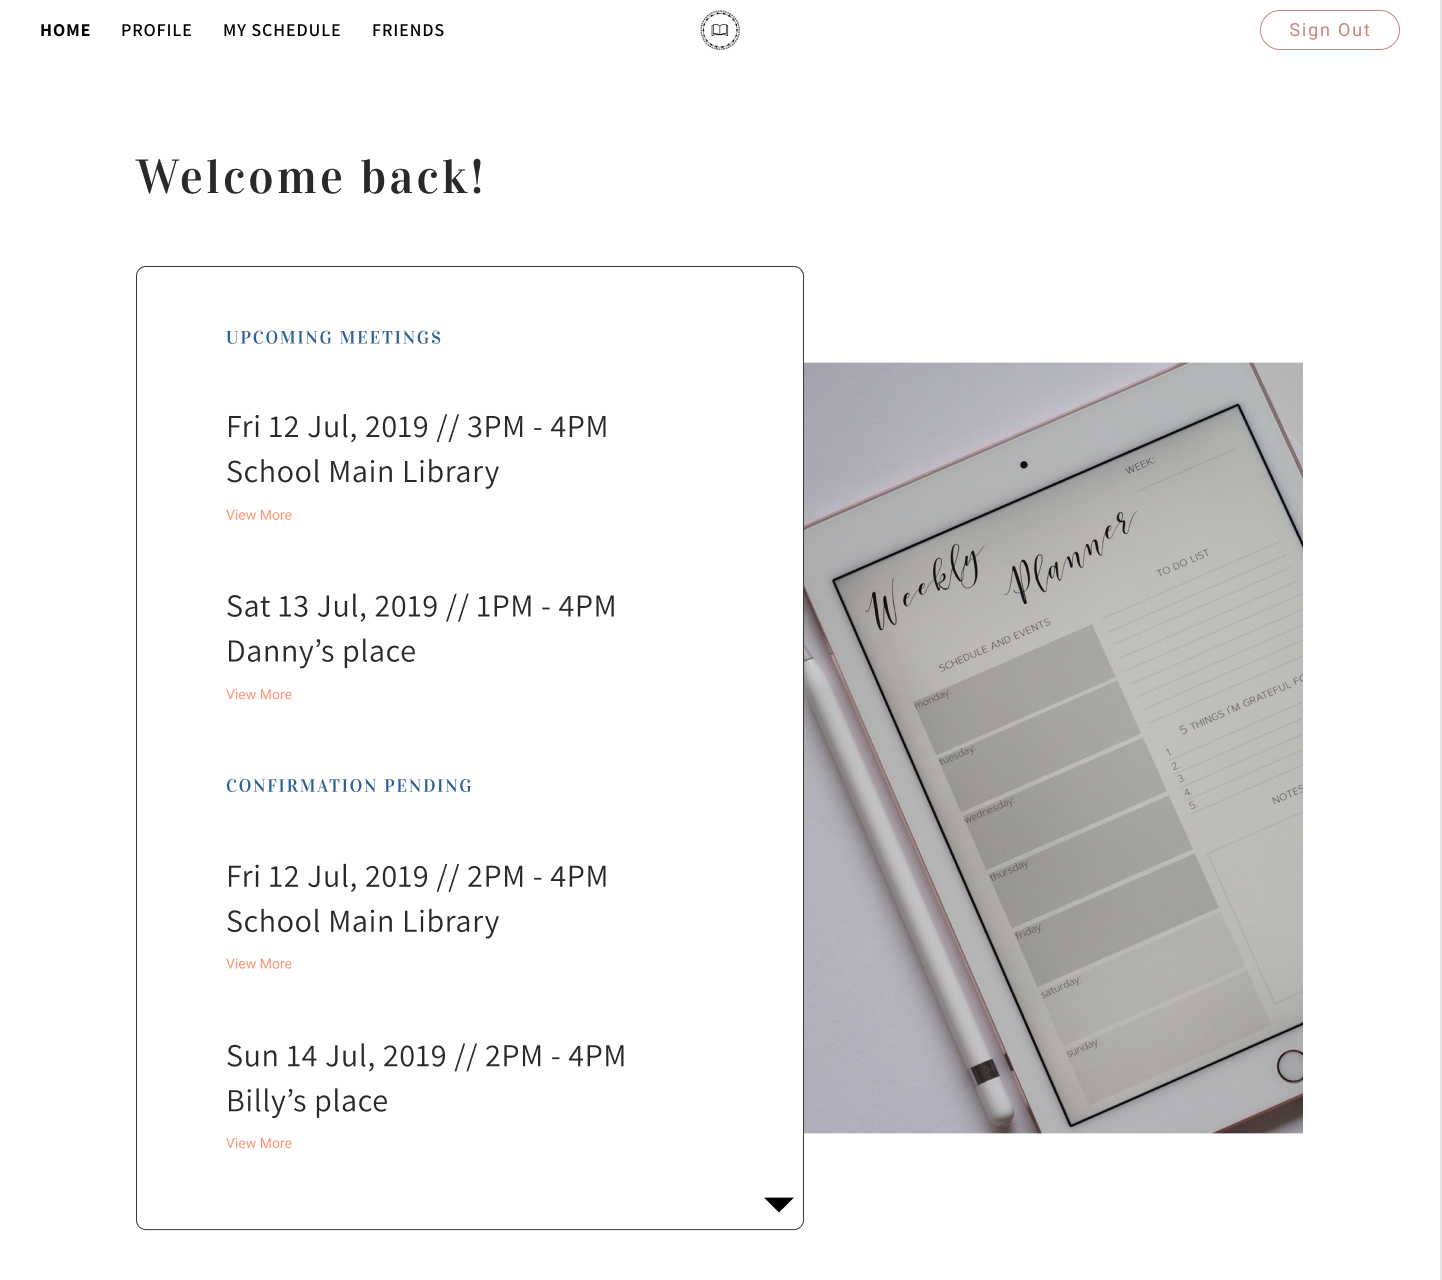 HOME PROFILE MY SCHEDULE FRIENDS
Sign Out
Welcome back!
UPCOMING MEETINGS
Fri 12 Jul, 2019 // 3PM - 4PM
School Main Library
View More
Sat 13 Jul, 2019 // 1PM - 4PM
Danny’s place
View More
CONFIRMATION PENDING
Fri 12 Jul, 2019 // 2PM - 4PM
School Main Library
View More
Sun 14 Jul, 2019 // 2PM - 4PM
Billy’s place
View More
WEEK:
Weekly Planner
TO DO LIST
SCHEDULE AND EVENTS
monday:
tuesday:
wednesday:
thursday:
friday:
saturday:
sunday:
5 THINGS I'M GRATEFUL FO
1.
2.
3.
4.
5.
NOTES